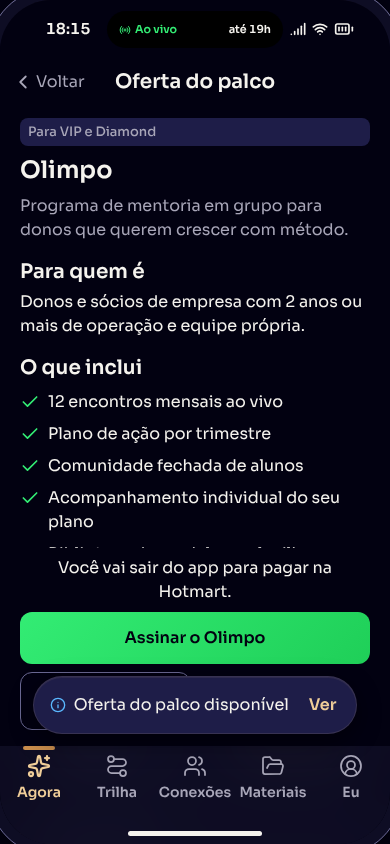 18:15
Ao vivo
até 19h
Voltar
Oferta do palco
Para VIP e Diamond
Olimpo
Programa de mentoria em grupo para
donos que querem crescer com método.
Para quem é
Donos e sócios de empresa com 2 anos ou
mais de operação e equipe própria.
O que inclui
12 encontros mensais ao vivo
Plano de ação por trimestre
Comunidade fechada de alunos
Acompanhamento individual do seu
plano
Você vai sair do app para pagar na
Hotmart.
Assinar o Olimpo
Oferta do palco disponível
Ver
Agora
Trilha
Conexões
Materiais
Eu